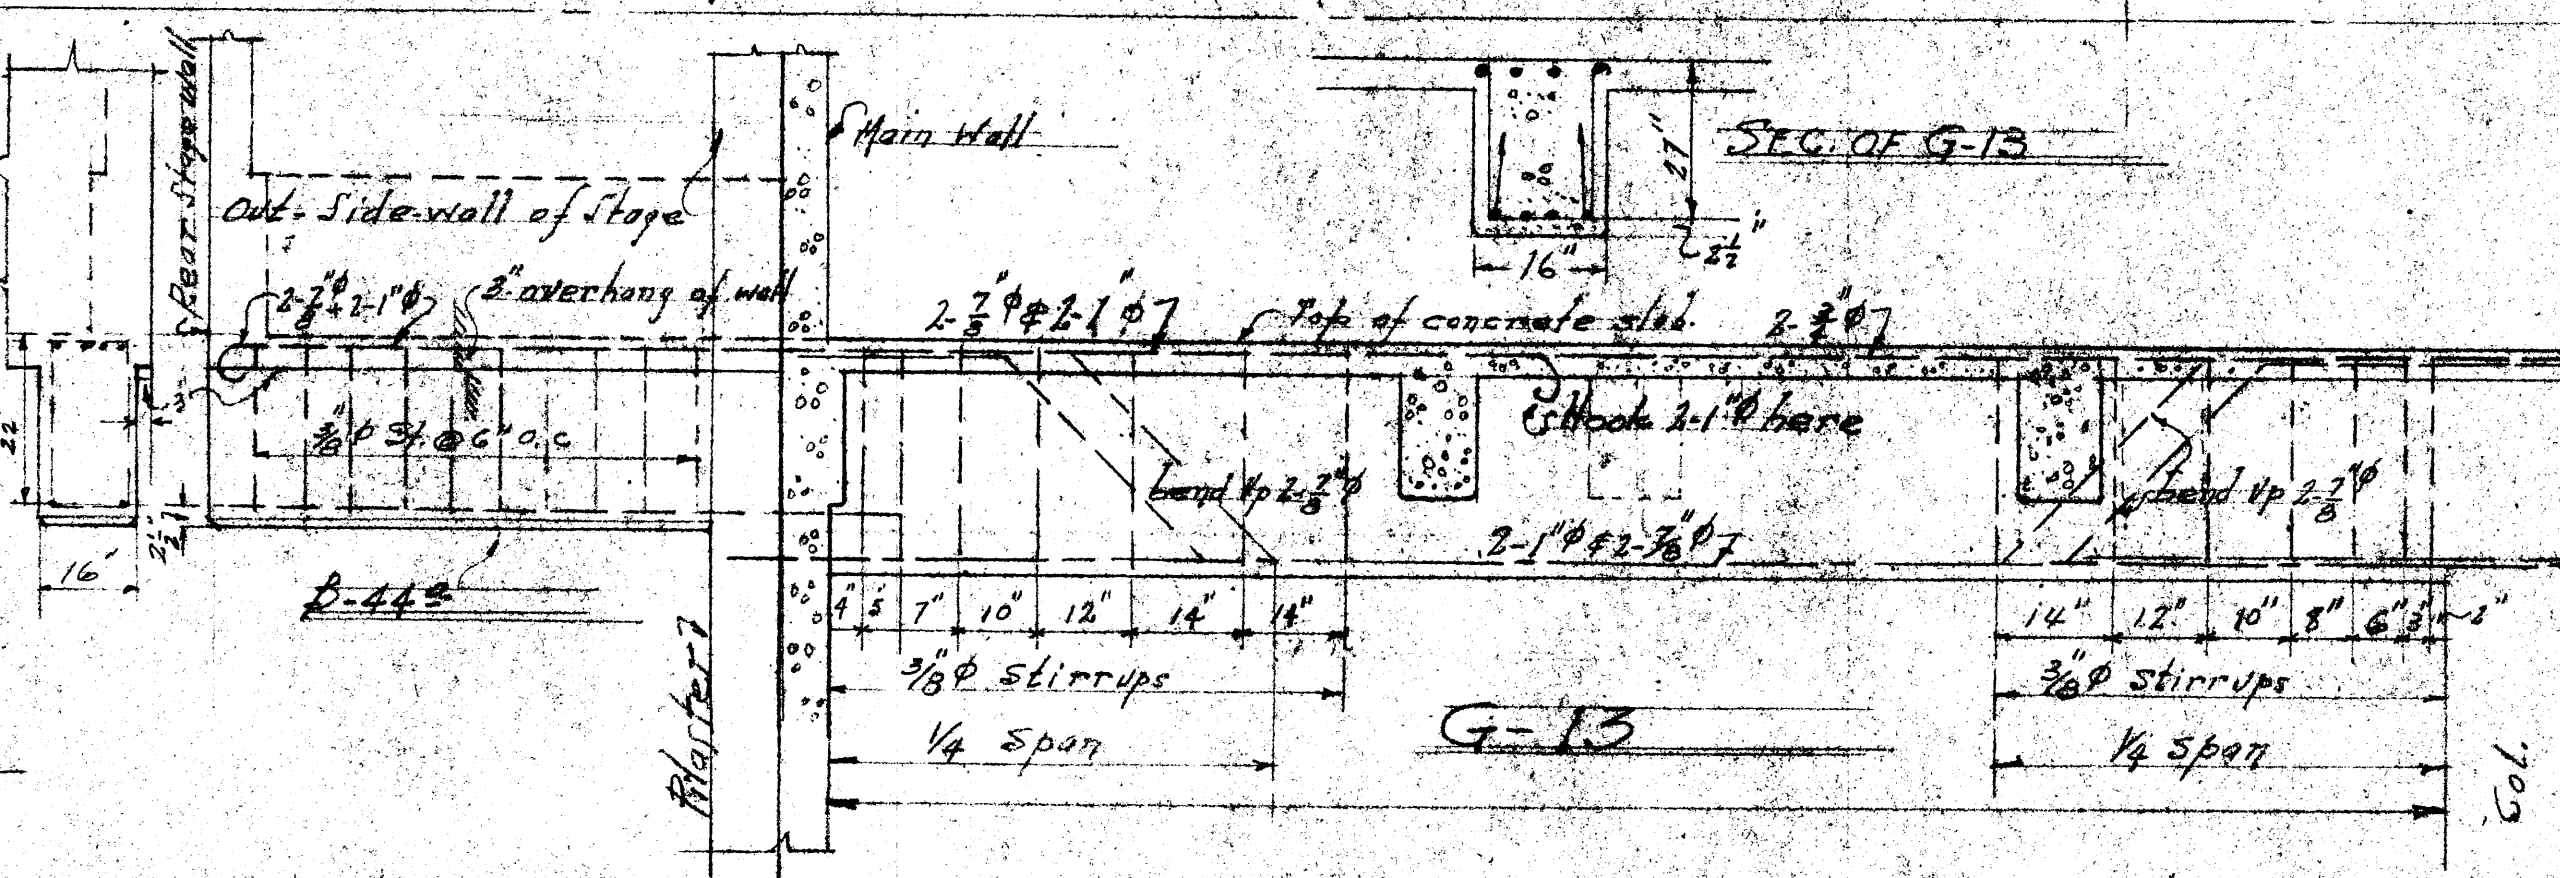 Rear Stage wall
Main Wall
Out-Side-wall of Stage
SEC. OF G-13
27"
2½"
16"
2-⅞"φ + 2-1"φ
3" overhang of wall
2-⅞"φ & 2-1"φ
Top of concrete slab.
2-¾"φ
⅜"φ St. @ 6" o.c
Hook 2-1"φ here
22
bend up 2-⅞"φ
bend up 2-⅞"φ
2½"
2-1"φ & 2-⅞"φ
16"
B-44a
4" 5" 7" 10" 12" 14" 14"
14" 12" 10" 8" 6" 3" 2"
⅜"φ Stirrups
⅜"φ Stirrups
Pilaster
G-13
¼ Span
¼ Span
Col.